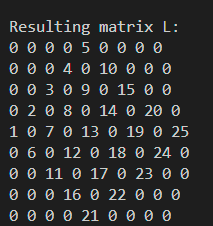 Resulting matrix L:
0 0 0 0 5 0 0 0 0
0 0 0 4 0 10 0 0 0
0 0 3 0 9 0 15 0 0
0 2 0 8 0 14 0 20 0
1 0 7 0 13 0 19 0 25
0 6 0 12 0 18 0 24 0
0 0 11 0 17 0 23 0 0
0 0 0 16 0 22 0 0 0
0 0 0 0 21 0 0 0 0